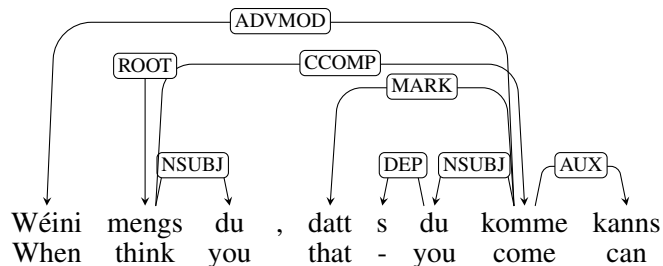 ADVMOD
ROOT CCOMP
MARK
NSUBJ DEP NSUBJ AUX
Wéini mengs du , datt s du komme kanns
When think you that - you come can